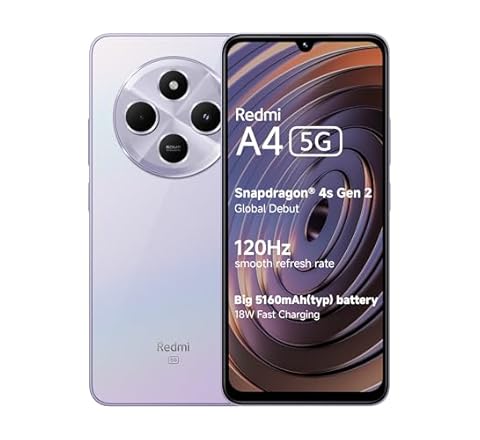 Redmi
A4 5G
Snapdragon® 4s Gen 2
Global Debut
120Hz
smooth refresh rate
Big 5160mAh(typ) battery
18W Fast Charging
Redmi
5G